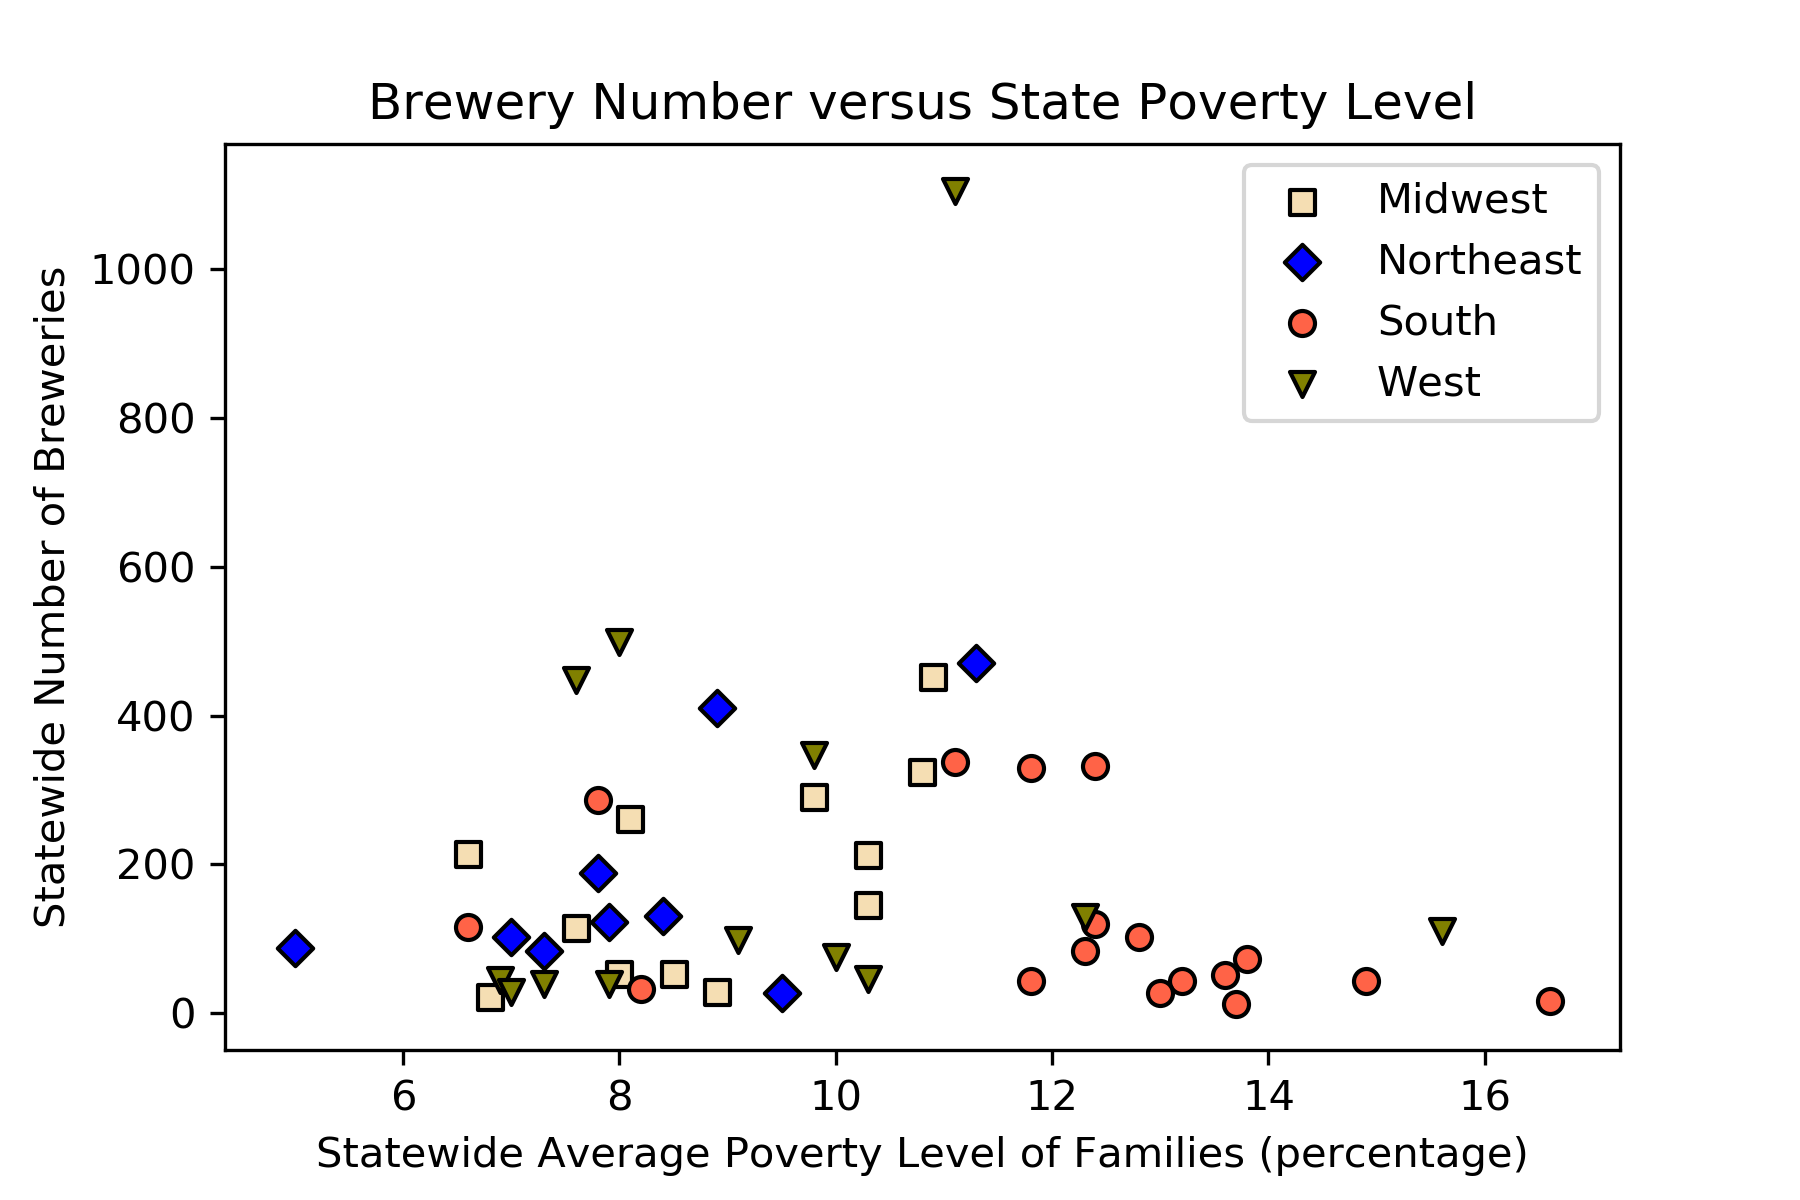 Brewery Number versus State Poverty Level
Midwest
Northeast
South
West
Statewide Number of Breweries
1000
800
600
400
200
0
6 8 10 12 14 16
Statewide Average Poverty Level of Families (percentage)